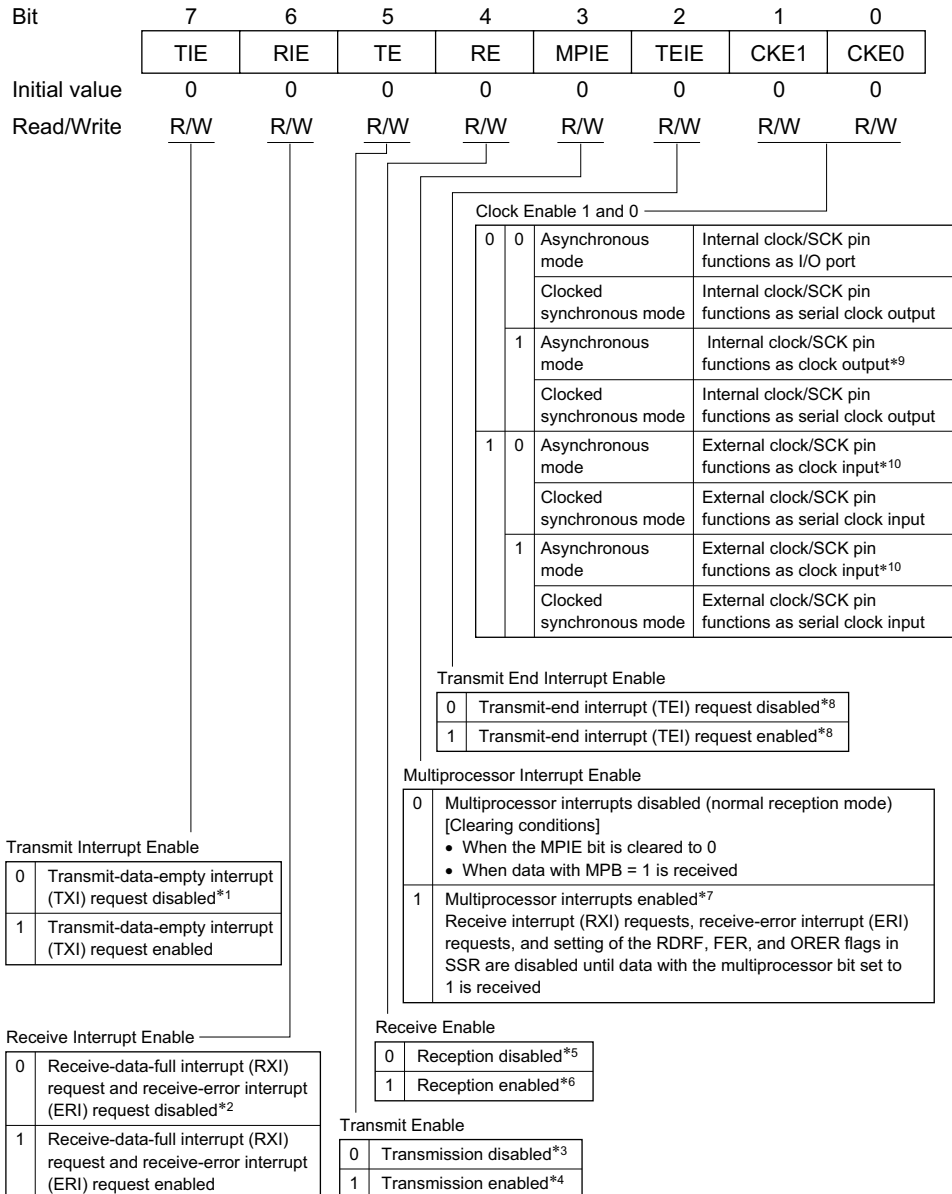 Bit 7 6 5 4 3 2 1 0
TIE RIE TE RE MPIE TEIE CKE1 CKE0
Initial value 0 0 0 0 0 0 0 0
Read/Write R/W R/W R/W R/W R/W R/W R/W R/W
Clock Enable 1 and 0
0 0 Asynchronous mode Internal clock/SCK pin functions as I/O port
Clocked synchronous mode Internal clock/SCK pin functions as serial clock output
1 Asynchronous mode Internal clock/SCK pin functions as clock output*9
Clocked synchronous mode Internal clock/SCK pin functions as serial clock output
1 0 Asynchronous mode External clock/SCK pin functions as clock input*10
Clocked synchronous mode External clock/SCK pin functions as serial clock input
1 Asynchronous mode External clock/SCK pin functions as clock input*10
Clocked synchronous mode External clock/SCK pin functions as serial clock input
Transmit End Interrupt Enable
0 Transmit-end interrupt (TEI) request disabled*8
1 Transmit-end interrupt (TEI) request enabled*8
Multiprocessor Interrupt Enable
0 Multiprocessor interrupts disabled (normal reception mode)
[Clearing conditions]
• When the MPIE bit is cleared to 0
• When data with MPB = 1 is received
1 Multiprocessor interrupts enabled*7
Receive interrupt (RXI) requests, receive-error interrupt (ERI)
requests, and setting of the RDRF, FER, and ORER flags in
SSR are disabled until data with the multiprocessor bit set to
1 is received
Transmit Interrupt Enable
0 Transmit-data-empty interrupt
(TXI) request disabled*1
1 Transmit-data-empty interrupt
(TXI) request enabled
Receive Enable
0 Reception disabled*5
1 Reception enabled*6
Receive Interrupt Enable
0 Receive-data-full interrupt (RXI)
request and receive-error interrupt
(ERI) request disabled*2
1 Receive-data-full interrupt (RXI)
request and receive-error interrupt
(ERI) request enabled
Transmit Enable
0 Transmission disabled*3
1 Transmission enabled*4